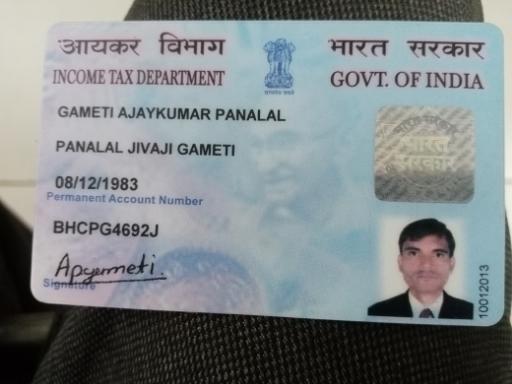 आयकर विभाग
INCOME TAX DEPARTMENT
भारत सरकार
GOVT. OF INDIA
GAMETI AJAYKUMAR PANALAL
PANALAL JIVAJI GAMETI
08/12/1983
Permanent Account Number
BHCPG4692J
Signature
भारत
सरकार
10012013